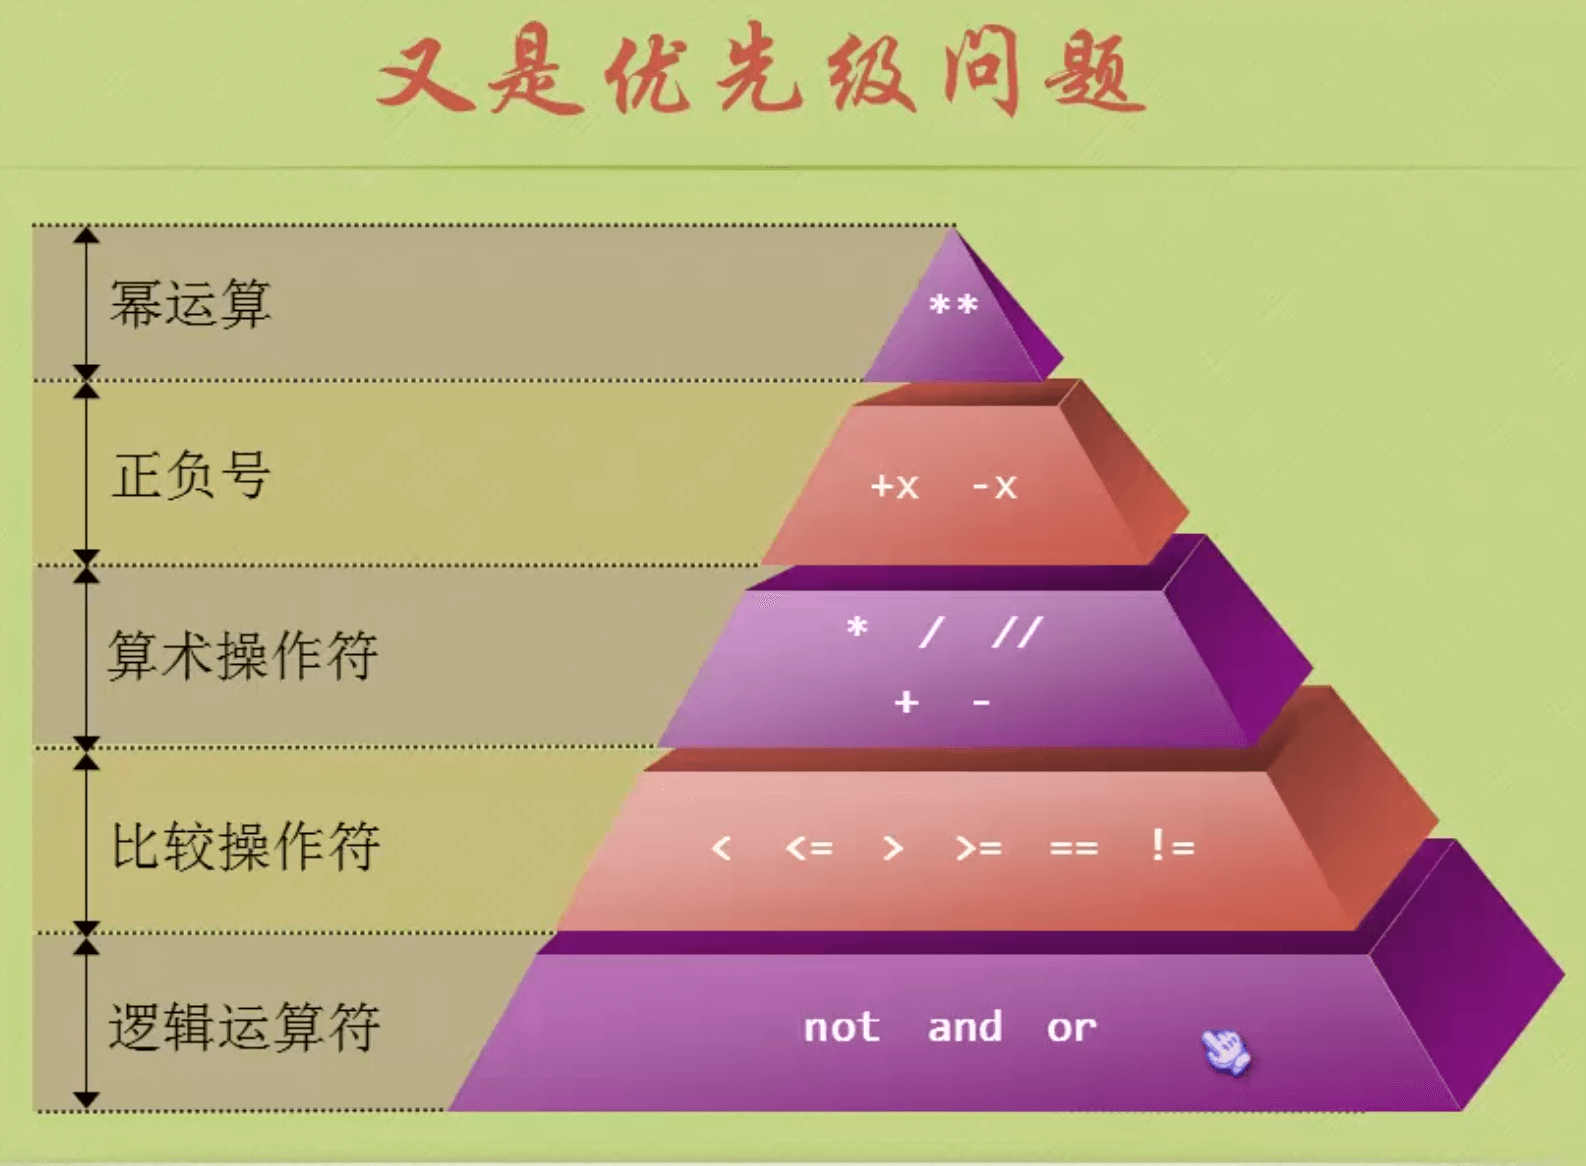 又是优先级问题
幂运算 **
正负号 +x -x
算术操作符 * / //
+ -
比较操作符 < <= > >= == !=
逻辑运算符 not and or